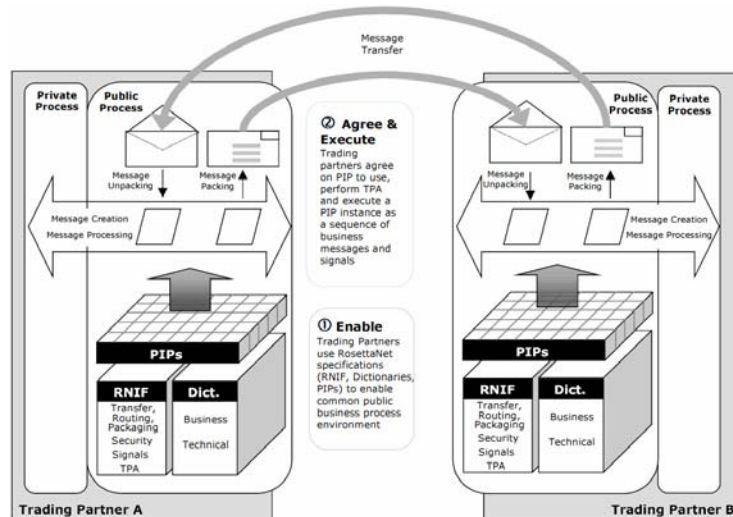 Message
Transfer
Private
Process
Public
Process
Message
Unpacking
Message
Packing
Message Creation
Message Processing
PIPs
RNIF
Transfer,
Routing,
Packaging
Security
Signals
TPA
Dict.
Business
Technical
Trading Partner A
② Agree &
Execute
Trading
partners agree
on PIP to use,
perform TPA
and execute a
PIP instance as
a sequence of
business
messages and
signals
① Enable
Trading Partners
use RosettaNet
specifications
(RNIF, Dictionaries,
PIPs) to enable
common public
business process
environment
Public
Process
Private
Process
Message
Unpacking
Message
Packing
Message Creation
Message Processing
PIPs
RNIF
Transfer,
Routing,
Packaging
Security
Signals
TPA
Dict.
Business
Technical
Trading Partner B